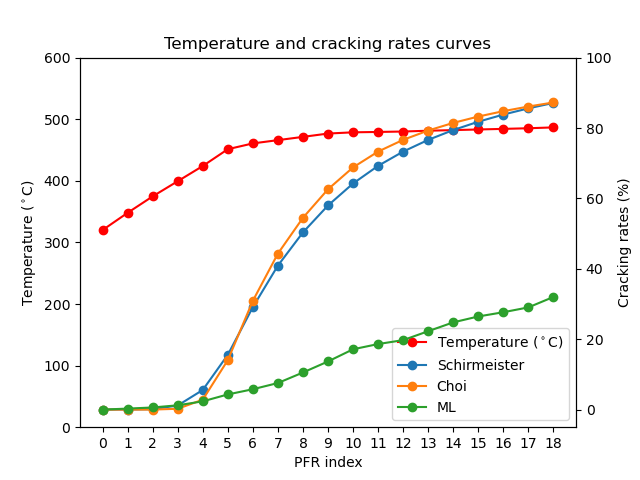 Temperature and cracking rates curves
600
500
400
300
200
100
0
Temperature (°C)
100
80
60
40
20
0
Cracking rates (%)
Temperature (°C)
Schirmeister
Choi
ML
0 1 2 3 4 5 6 7 8 9 10 11 12 13 14 15 16 17 18
PFR index